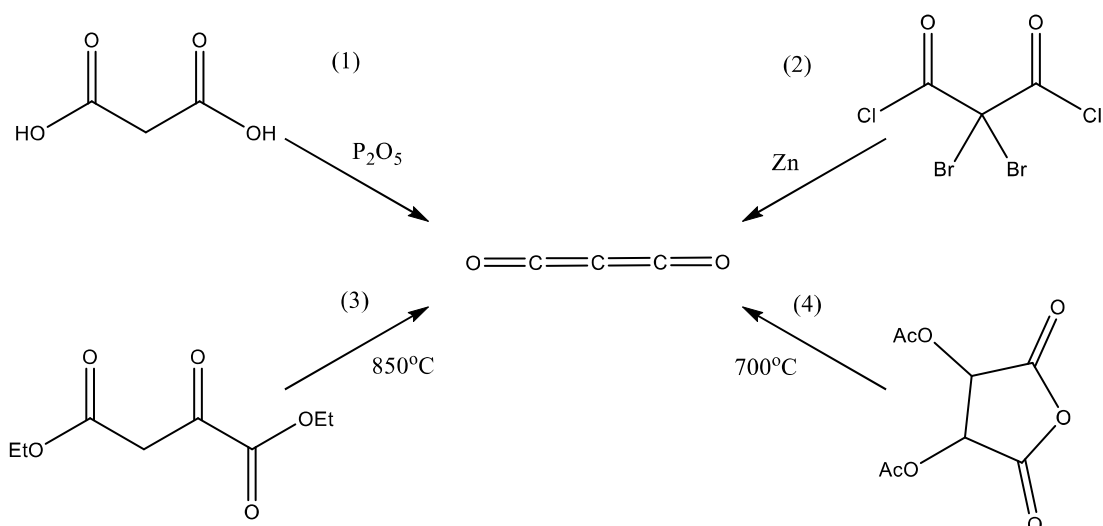 O O
(1)
HO OH
P₂O₅
O O
(2)
Cl Cl
Br Br
Zn
O C C C O
(3)
850°C
O O
EtO OEt
O
(4)
700°C
O
AcO
O
AcO
O